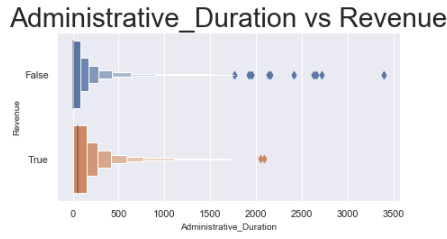 Administrative_Duration vs Revenue
False
Revenue
True
0 500 1000 1500 2000 2500 3000 3500
Administrative_Duration